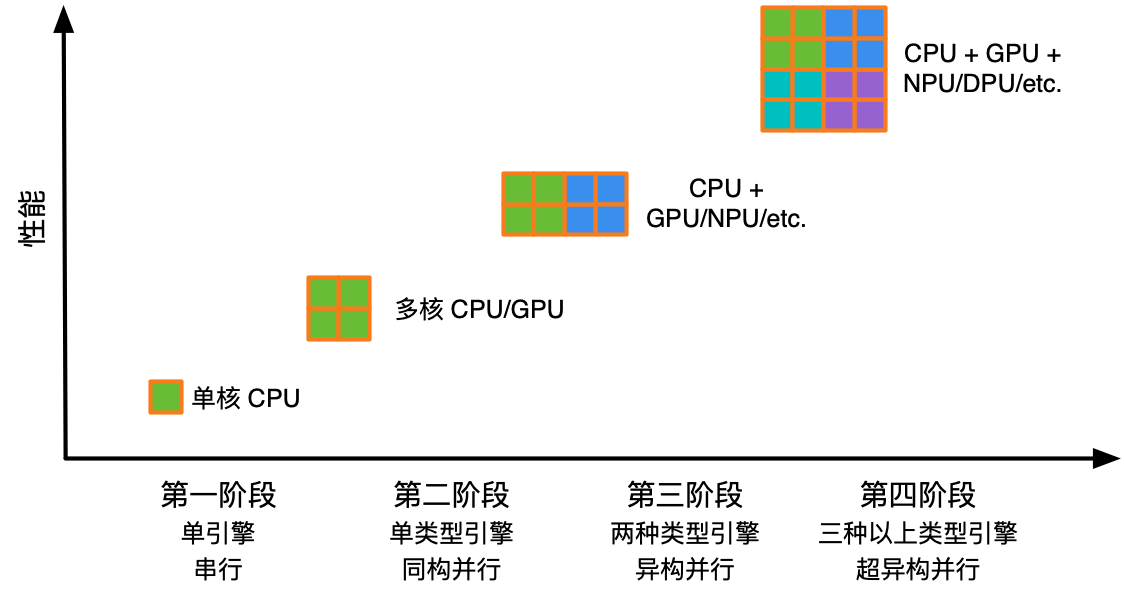 CPU + GPU +
NPU/DPU/etc.
CPU +
GPU/NPU/etc.
性能
多核 CPU/GPU
单核 CPU
第一阶段
单引擎
串行
第二阶段
单类型引擎
同构并行
第三阶段
两种类型引擎
异构并行
第四阶段
三种以上类型引擎
超异构并行